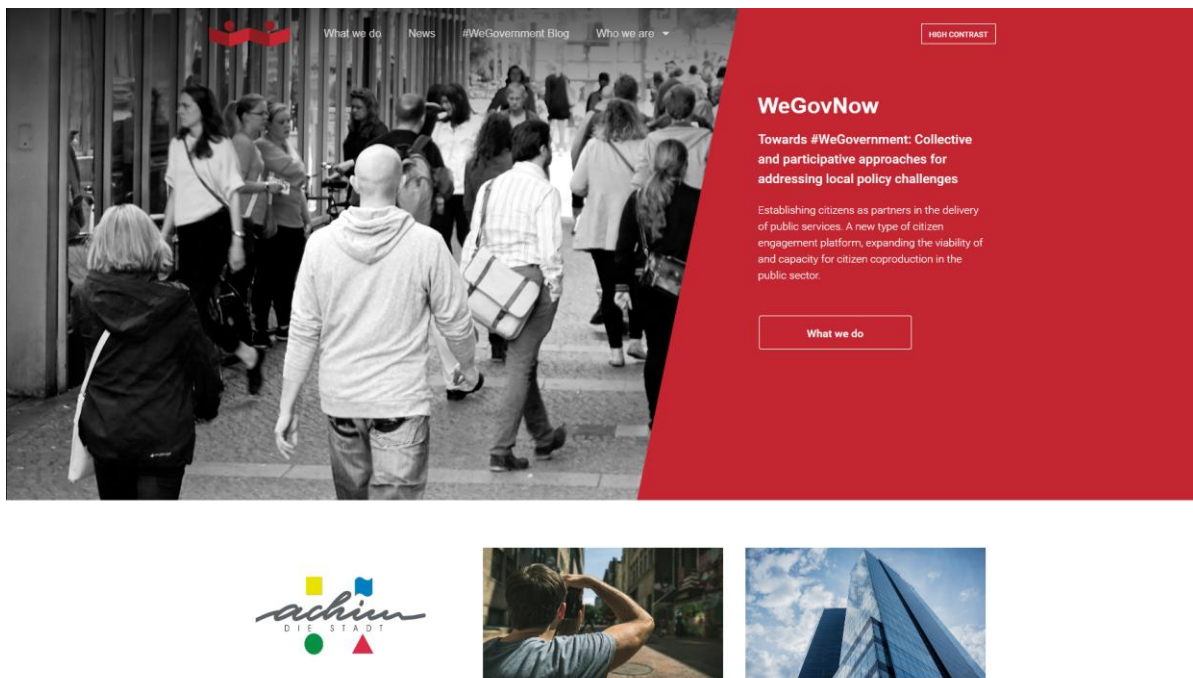 What we do News #WeGovernment Blog Who we are
HIGH CONTRAST
WeGovNow
Towards #WeGovernment: Collective
and participative approaches for
addressing local policy challenges
Establishing citizens as partners in the delivery
of public services. A new type of citizen
engagement platform, expanding the viability of
and capacity for citizen coproduction in the
public sector.
What we do
achim
DIE STADT